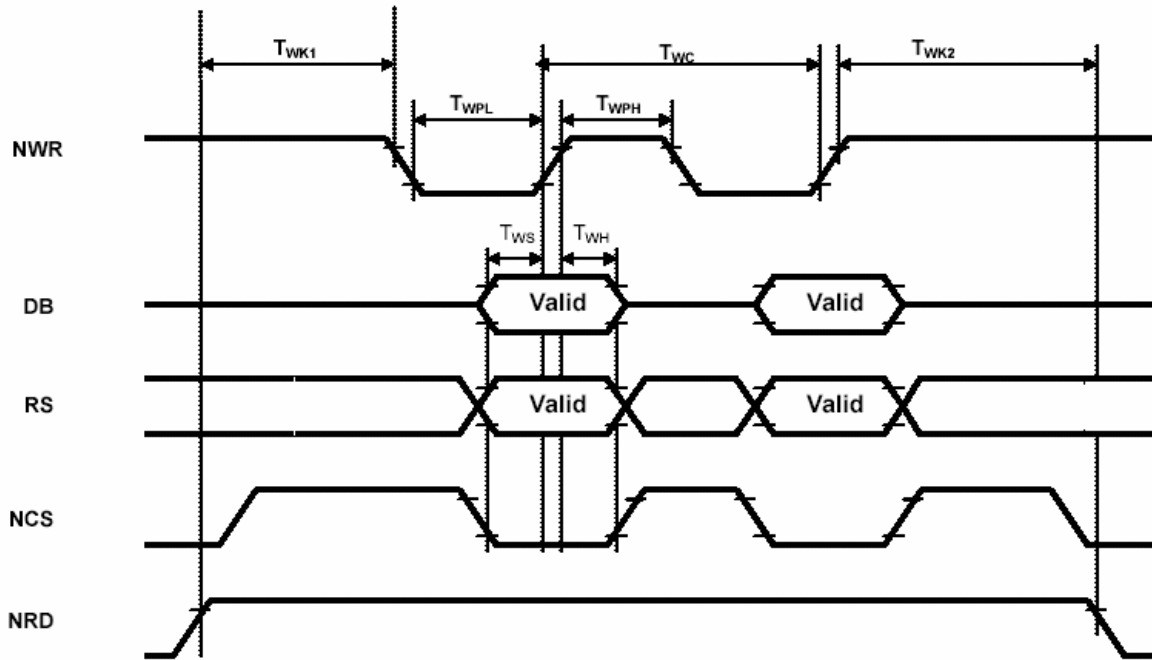 TWK1
TWC
TWK2
TWPL
TWPH
NWR
TWS
TWH
DB
Valid
Valid
RS
Valid
Valid
NCS
NRD